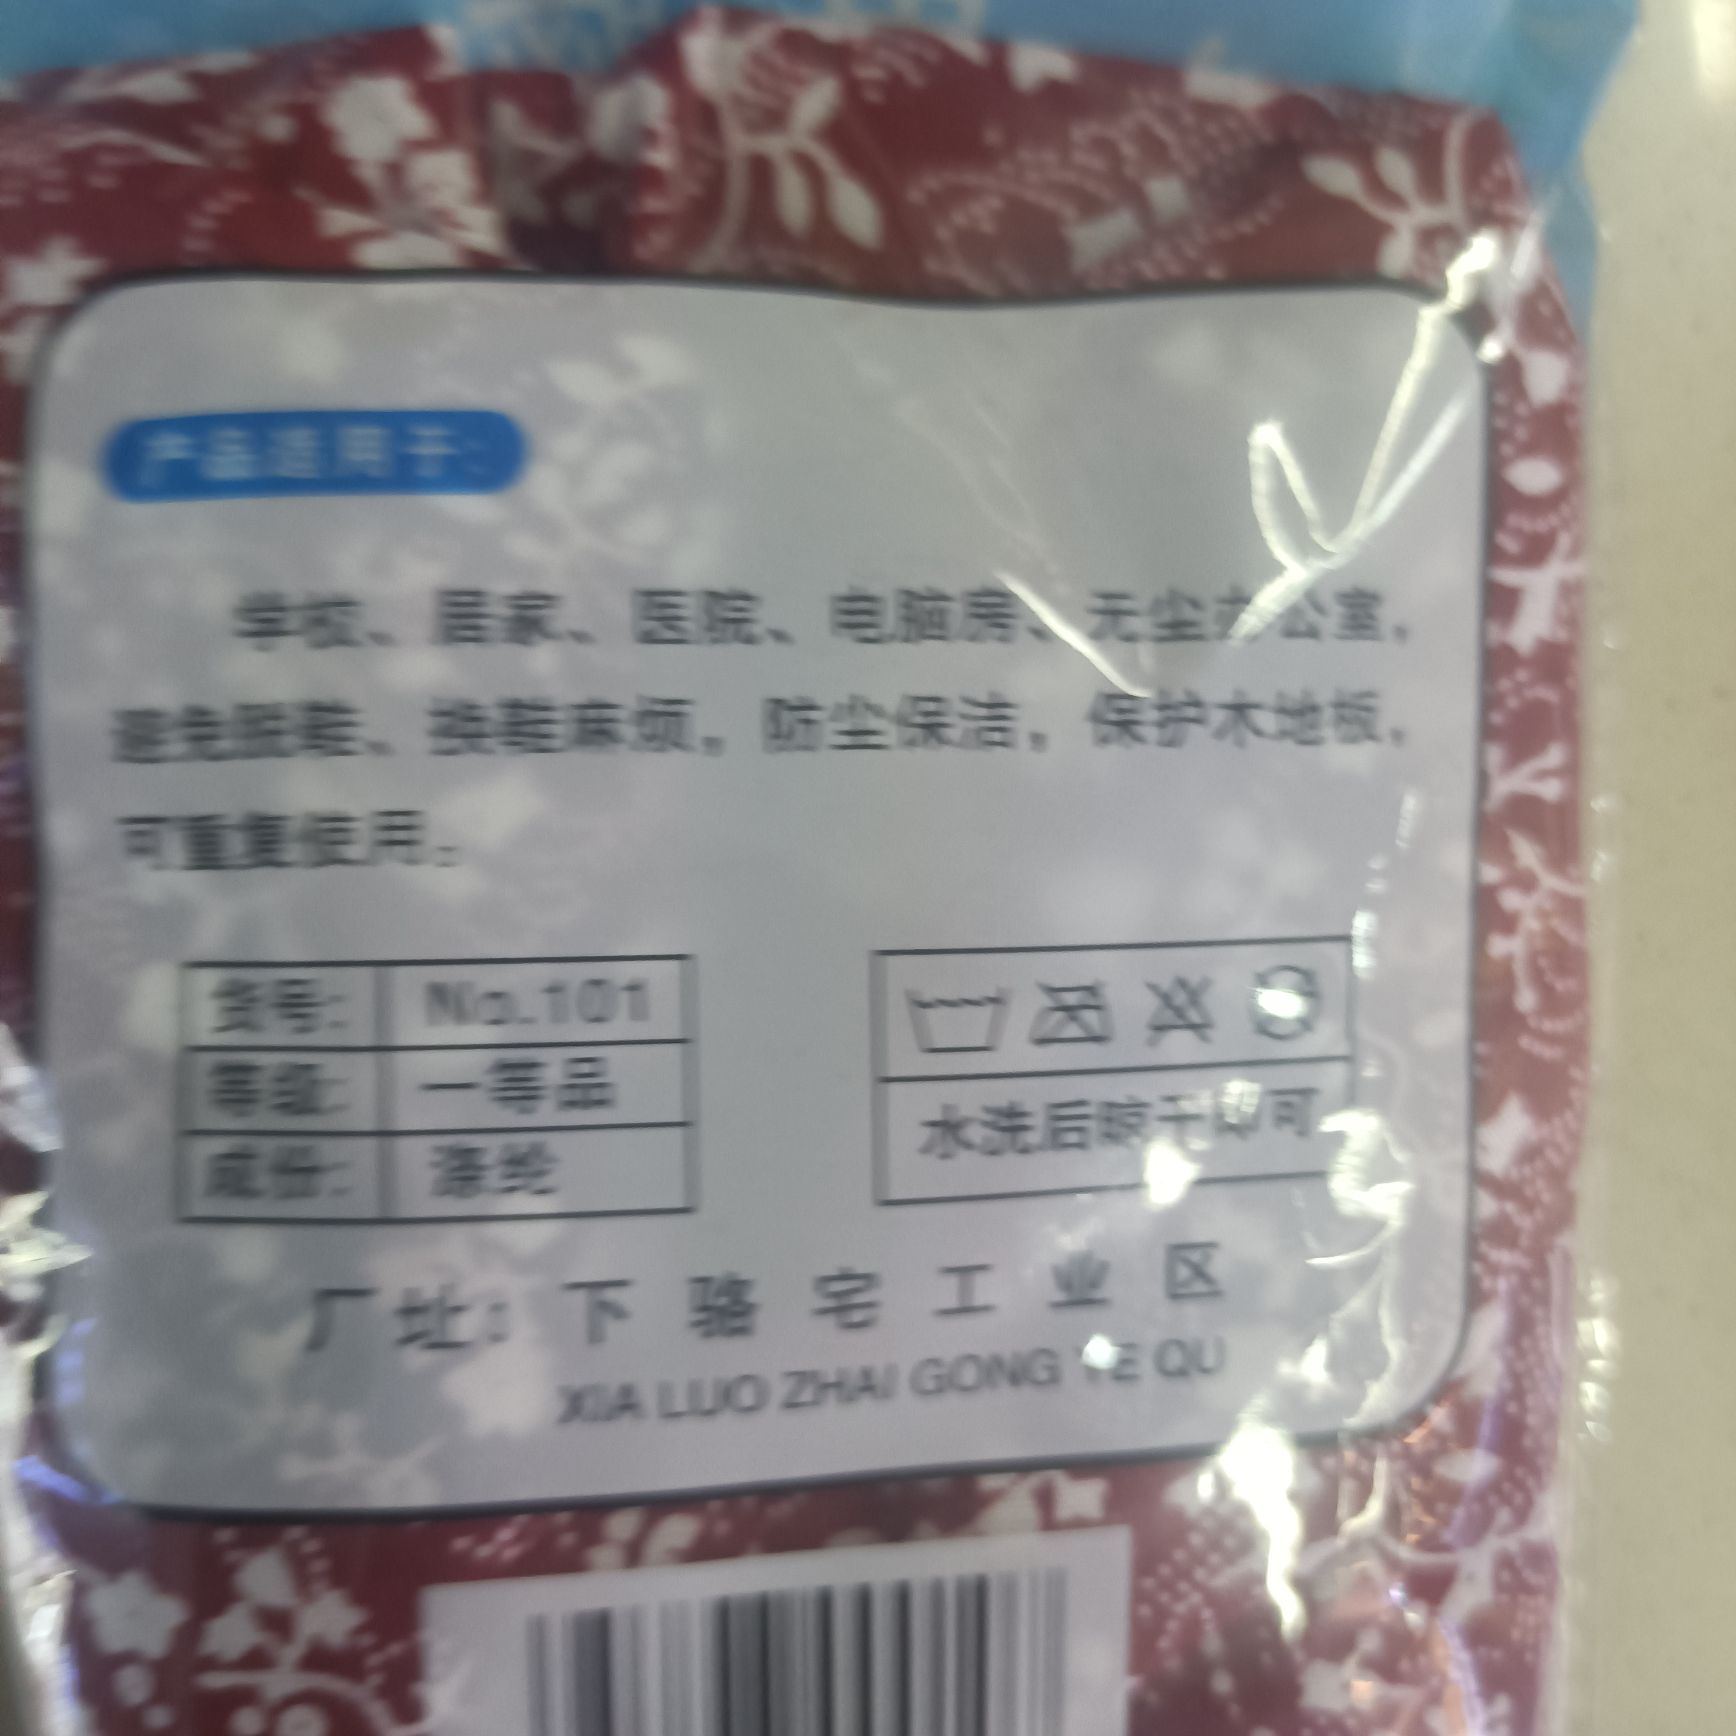 产品适用于:
学校、居家、医院、电脑房、无尘办公室，
避免脱鞋、换鞋麻烦，防尘保洁，保护木地板，
可重复使用。
货号: No.101
等级: 一等品
成份: 涤纶
水洗后晾干即可
厂址: 下骆宅工业区
XIA LUO ZHAI GONG YE QU